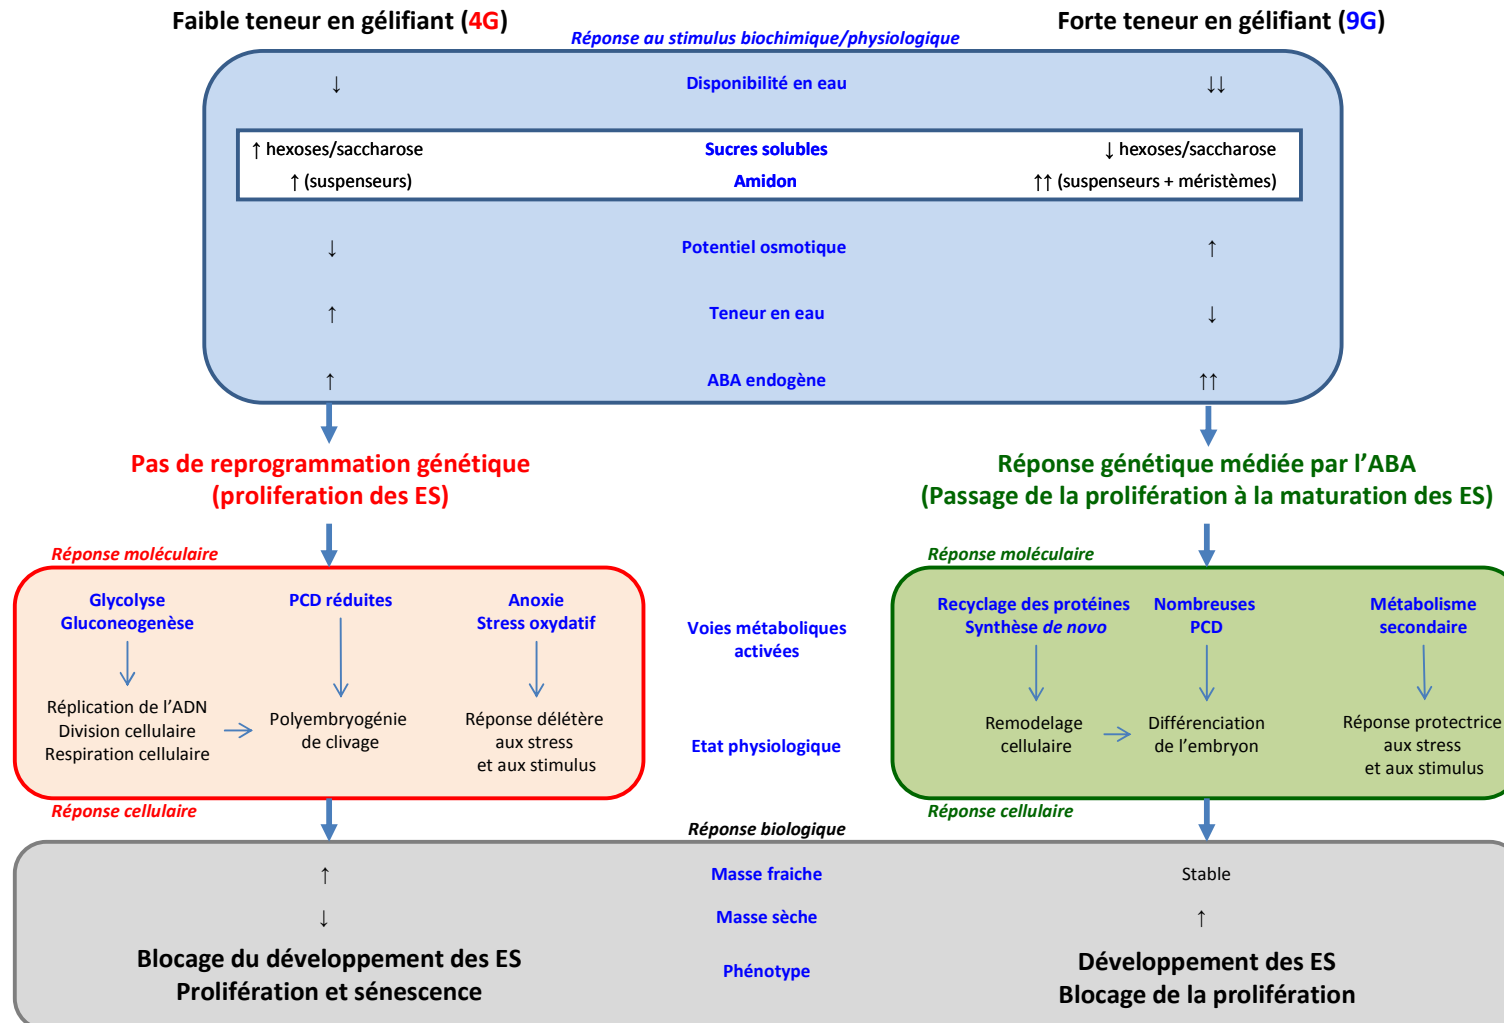 Faible teneur en gélifiant (4G)
Forte teneur en gélifiant (9G)
Réponse au stimulus biochimique/physiologique
↓
Disponibilité en eau
↓↓
↑ hexoses/saccharose
Sucres solubles
↓ hexoses/saccharose
↑ (suspenseurs)
Amidon
↑↑ (suspenseurs + méristèmes)
↓
Potentiel osmotique
↑
↑
Teneur en eau
↓
↑
ABA endogène
↑↑
Pas de reprogrammation génétique
(proliferation des ES)
Réponse génétique médiée par l’ABA
(Passage de la prolifération à la maturation des ES)
Réponse moléculaire
Réponse moléculaire
Glycolyse
Gluconeogenèse
PCD réduites
Anoxie
Stress oxydatif
Voies métaboliques
activées
Recyclage des protéines
Synthèse de novo
Nombreuses
PCD
Métabolisme
secondaire
Réplication de l’ADN
Division cellulaire
Respiration cellulaire
Polyembryogénie
de clivage
Réponse délétère
aux stress
et aux stimulus
Etat physiologique
Remodelage
cellulaire
Différenciation
de l’embryon
Réponse protectrice
aux stress
et aux stimulus
Réponse cellulaire
Réponse cellulaire
Réponse biologique
↑
Masse fraiche
Stable
↓
Masse sèche
↑
Blocage du développement des ES
Prolifération et sénescence
Phénotype
Développement des ES
Blocage de la prolifération